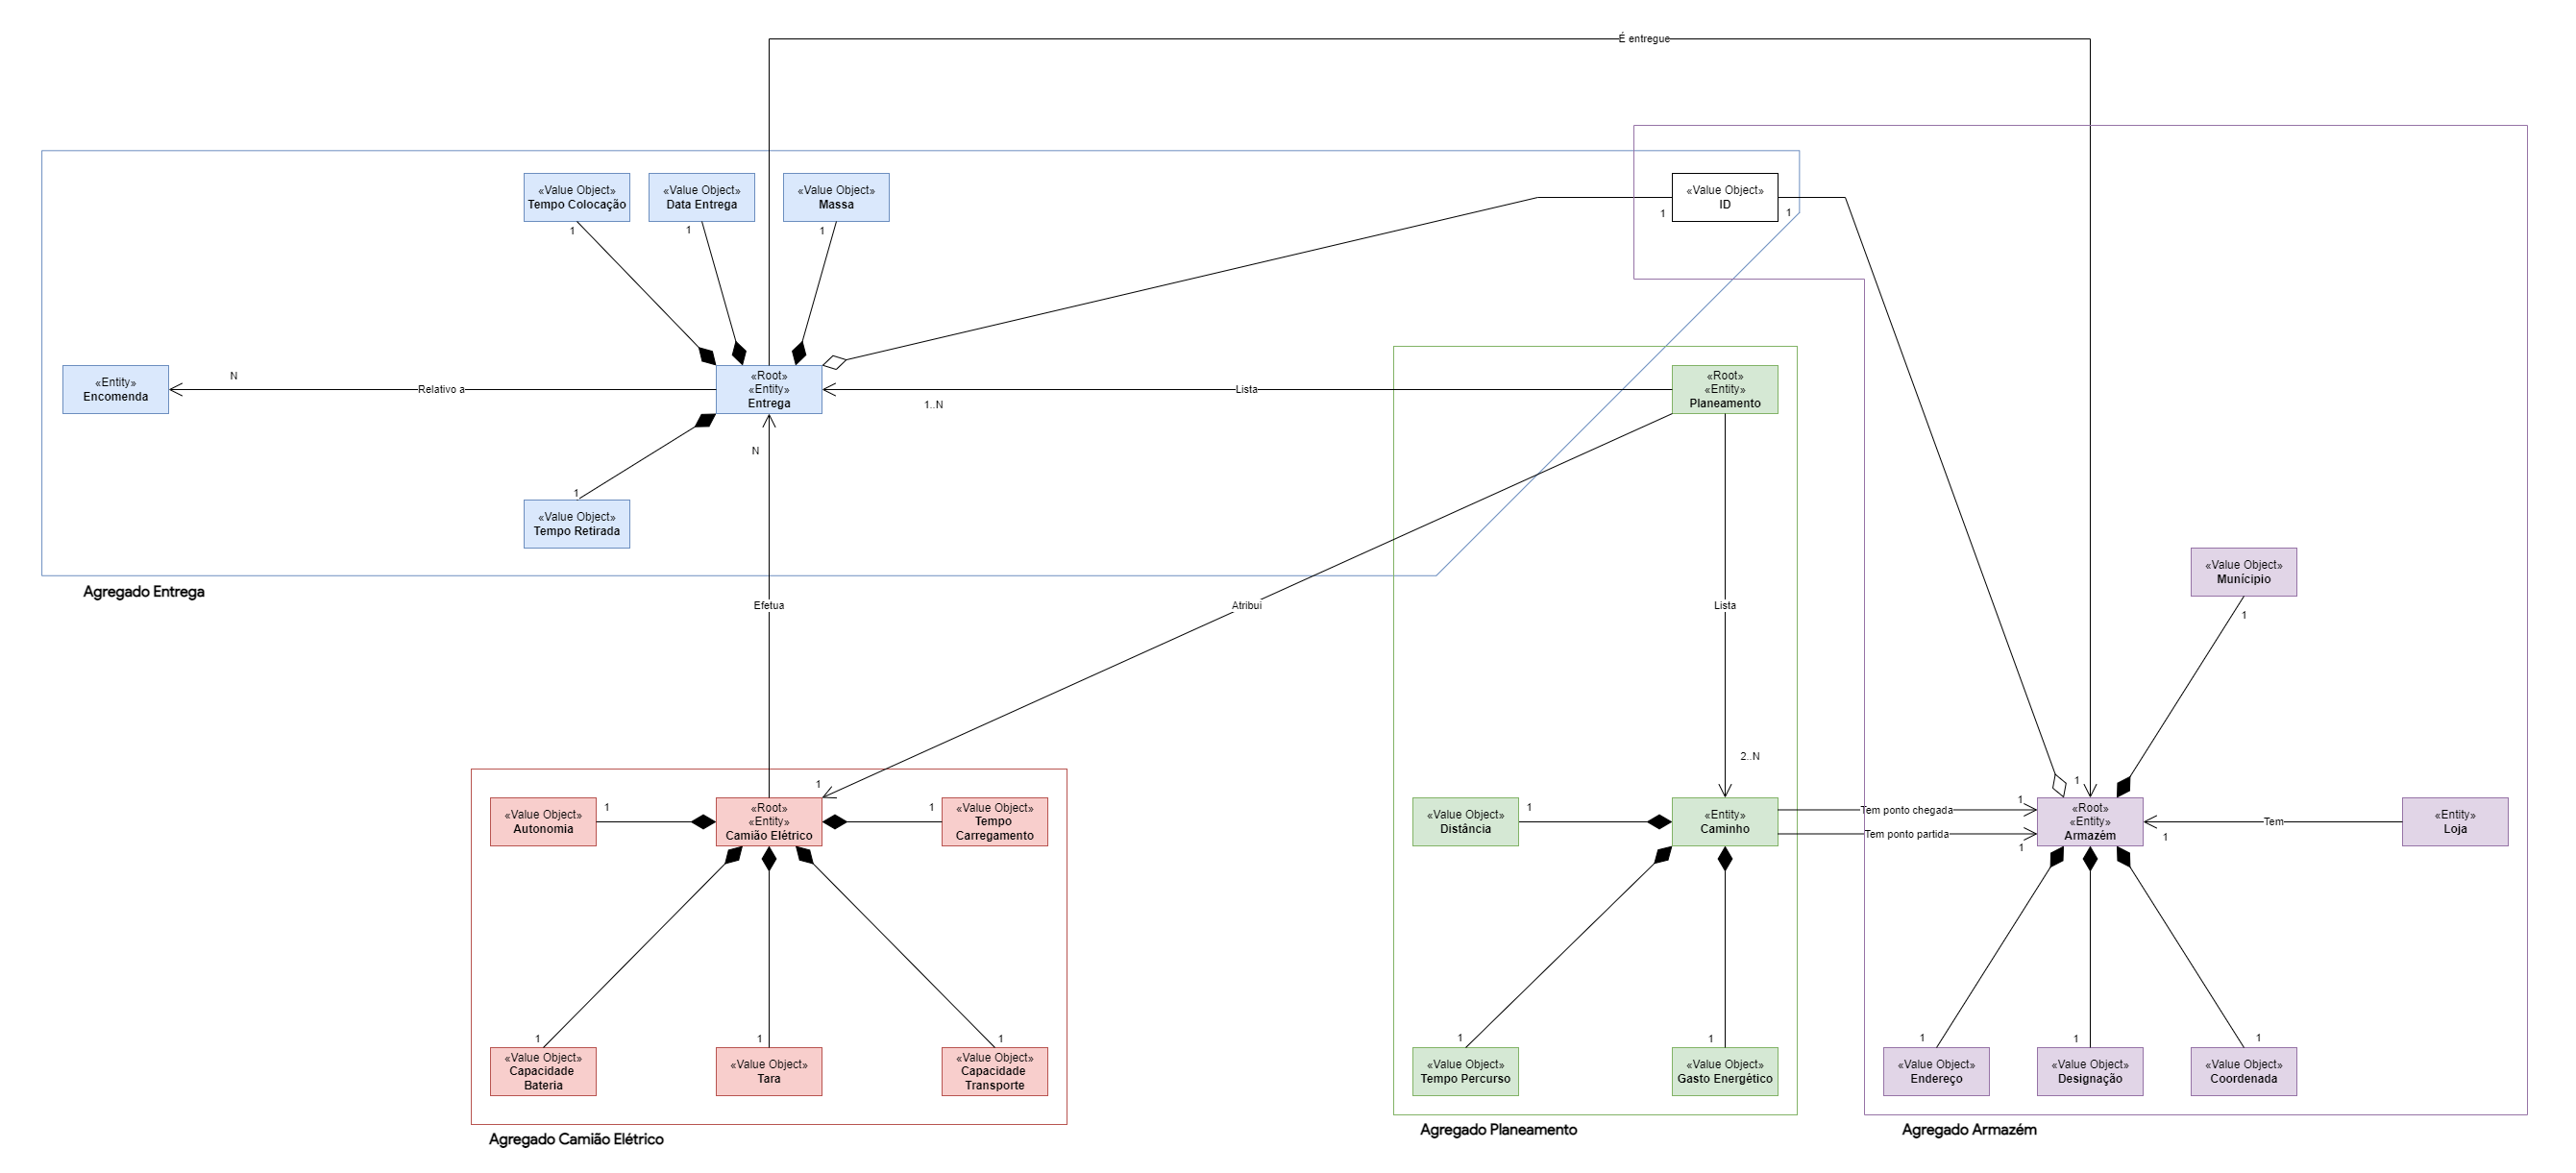 É entregue
«Value Object»
Tempo Colocação
1
«Value Object»
Data Entrega
1
«Value Object»
Massa
1
«Value Object»
ID
1
1
«Entity»
Encomenda
N
Relativo a
«Root»
«Entity»
Entrega
1..N
Lista
«Root»
«Entity»
Planeamento
N
1
«Value Object»
Tempo Retirada
Agregado Entrega
Efetua
Atribui
Lista
«Value Object»
Munícipio
1
2..N
1
1
«Value Object»
Autonomia
1
«Root»
«Entity»
Camião Elétrico
1
«Value Object»
Tempo
Carregamento
«Value Object»
Distância
1
«Entity»
Caminho
Tem ponto chegada
1
Tem ponto partida
1
«Root»
«Entity»
Armazém
1
Tem
«Entity»
Loja
1
«Value Object»
Capacidade
Bateria
1
«Value Object»
Tara
1
«Value Object»
Capacidade
Transporte
1
«Value Object»
Tempo Percurso
1
«Value Object»
Gasto Energético
1
«Value Object»
Endereço
1
«Value Object»
Designação
1
«Value Object»
Coordenada
Agregado Camião Elétrico
Agregado Planeamento
Agregado Armazém